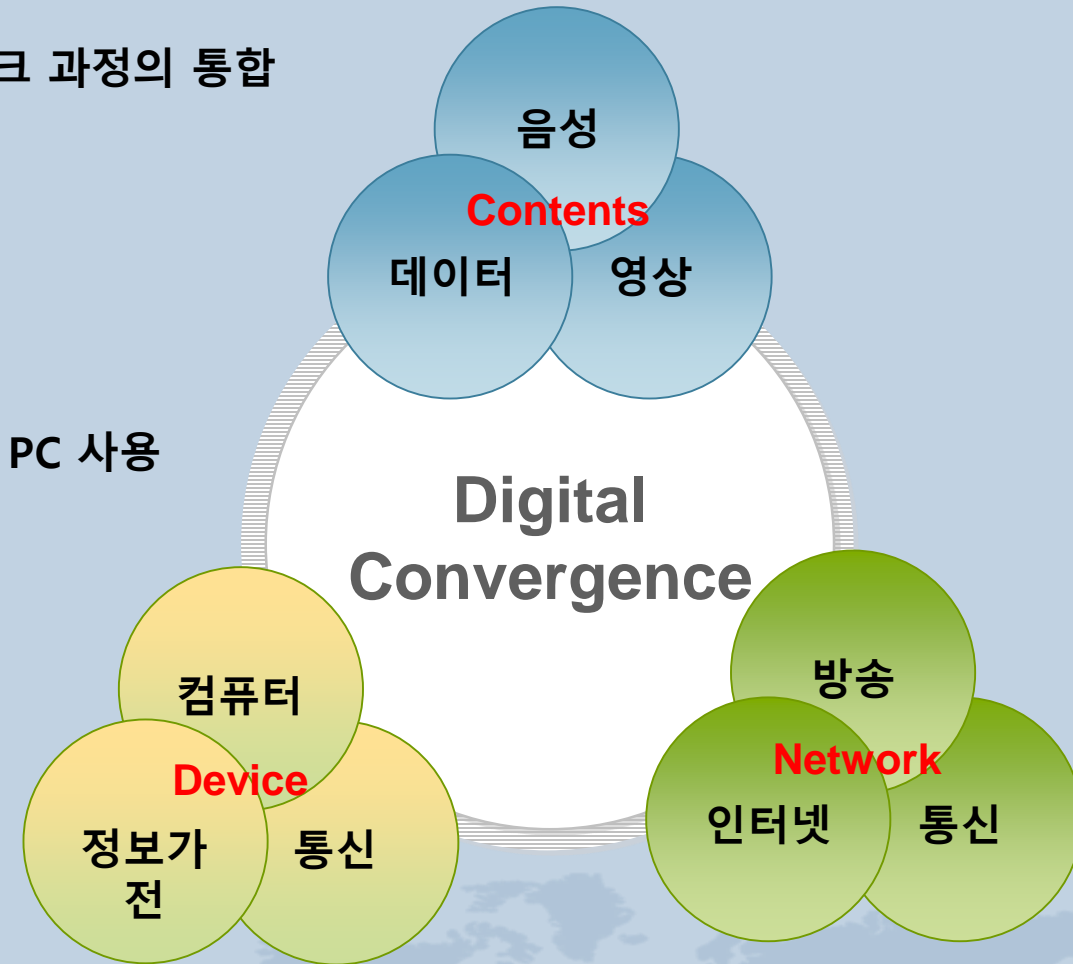 크 과정의 통합
음성
Contents
데이터 영상
PC 사용
Digital
Convergence
컴퓨터
Device
정보가
전
통신
방송
Network
인터넷 통신